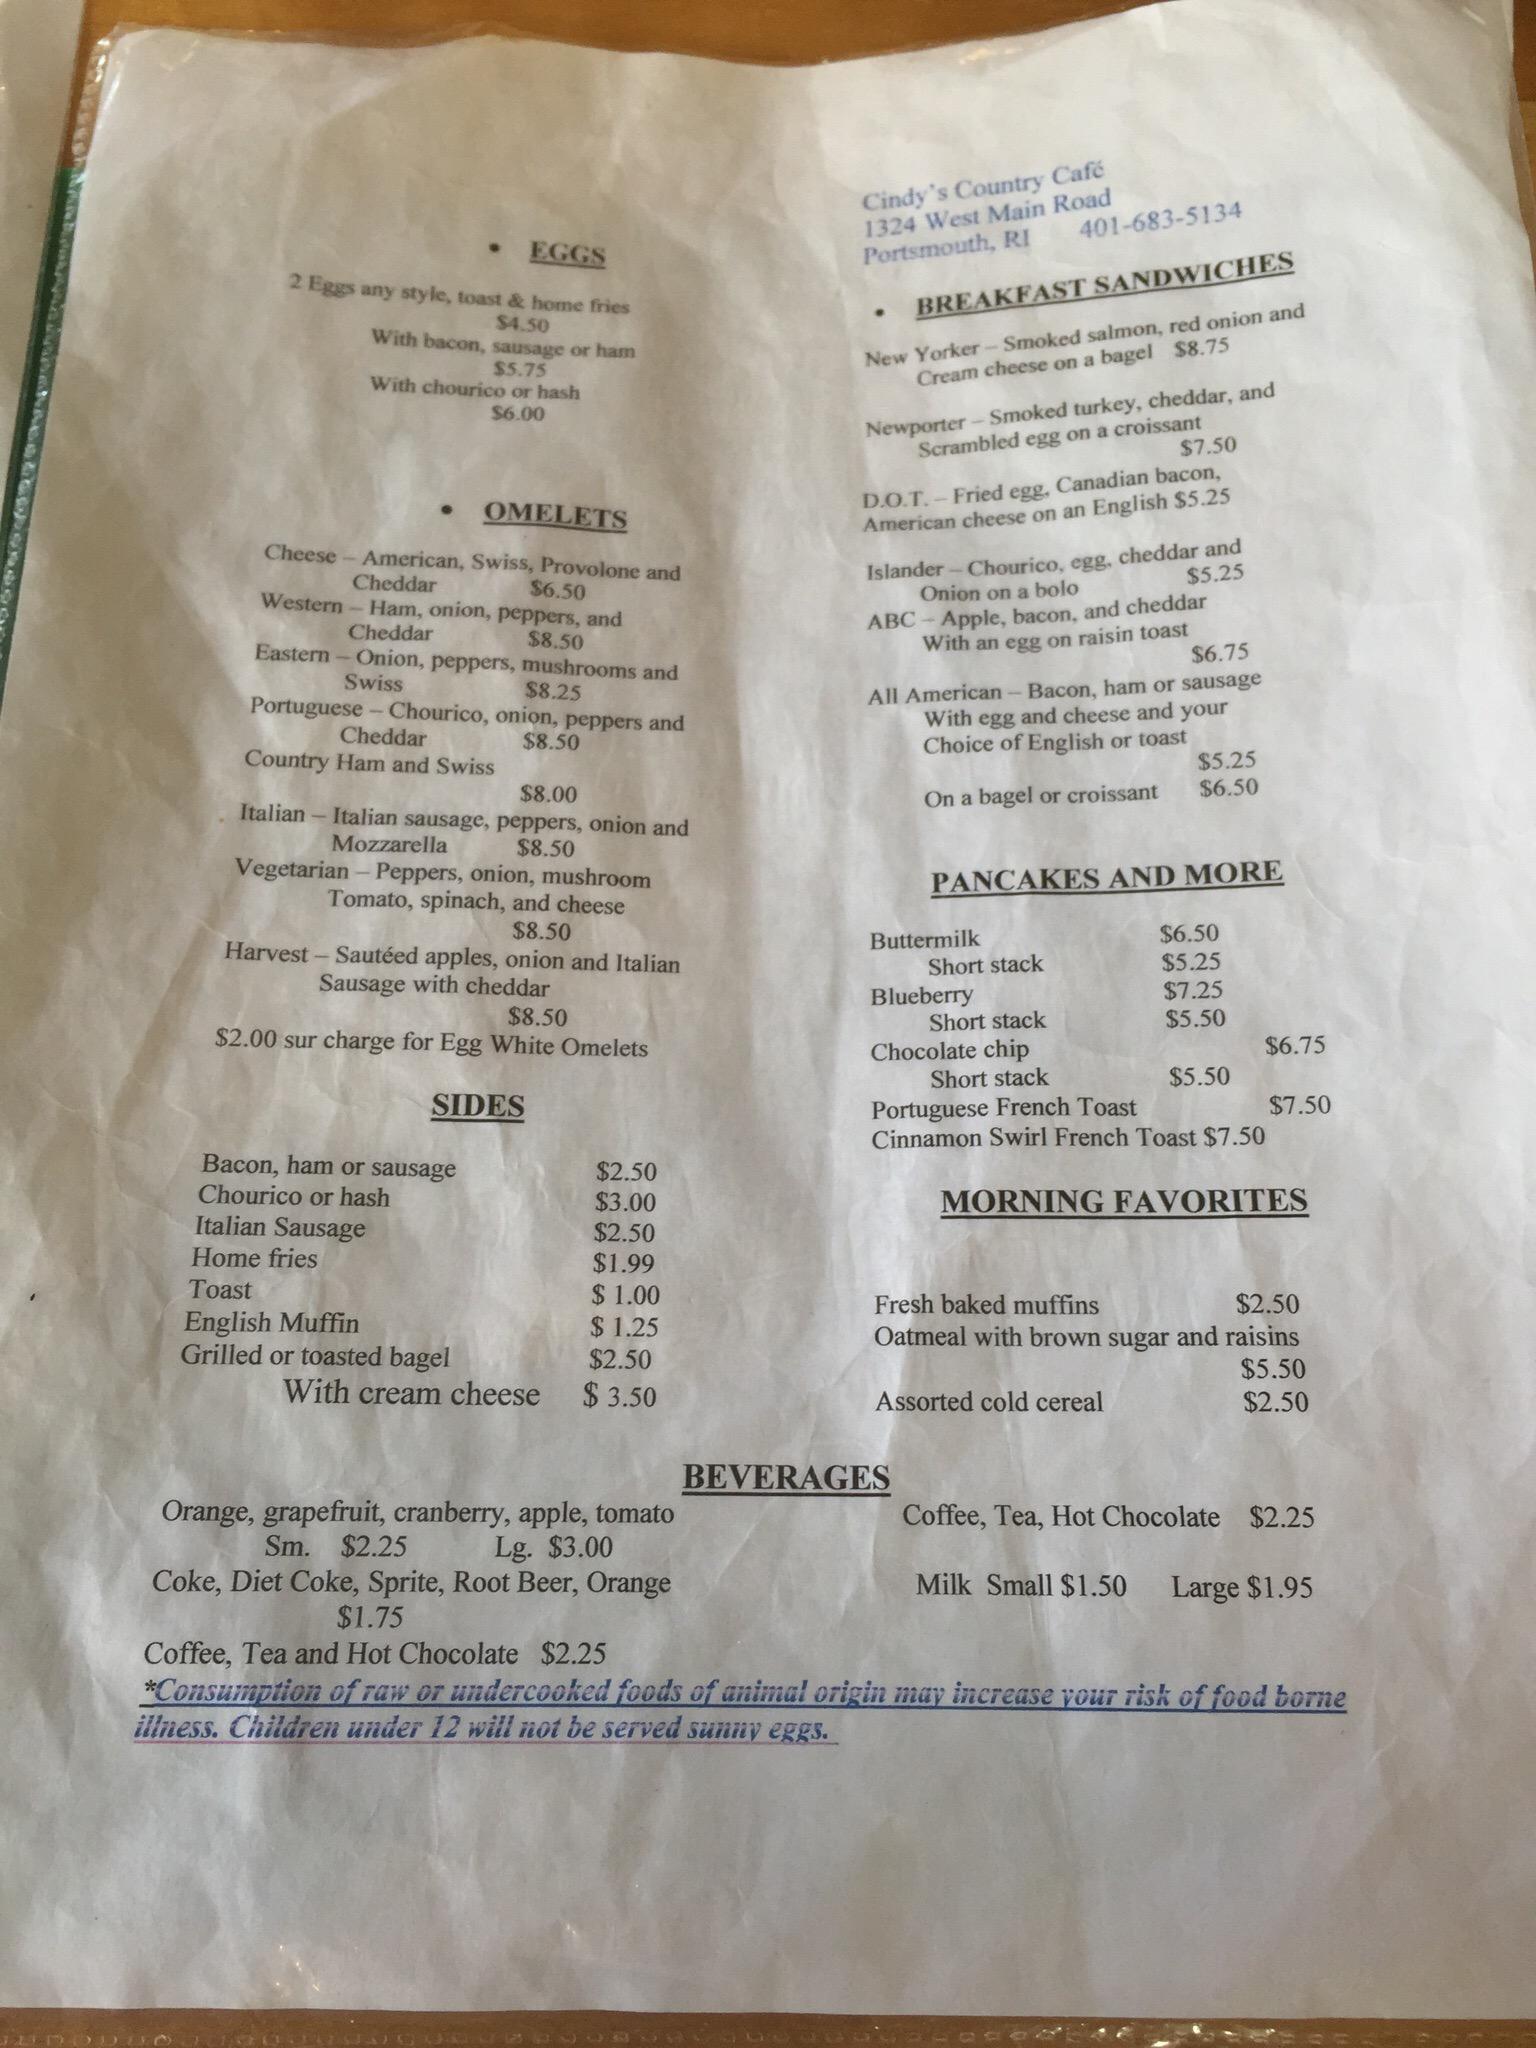 • EGGS
2 Eggs any style, toast & home fries
$4.50
With bacon, sausage or ham
$5.75
With chourico or hash
$6.00
• OMELETS
Cheese – American, Swiss, Provolone and
Cheddar $6.50
Western – Ham, onion, peppers, and
Cheddar $8.50
Eastern – Onion, peppers, mushrooms and
Swiss $8.25
Portuguese – Chourico, onion, peppers and
Cheddar $8.50
Country Ham and Swiss
$8.00
Italian – Italian sausage, peppers, onion and
Mozzarella $8.50
Vegetarian – Peppers, onion, mushroom
Tomato, spinach, and cheese
$8.50
Harvest – Sautéed apples, onion and Italian
Sausage with cheddar
$8.50
$2.00 sur charge for Egg White Omelets
SIDES
Bacon, ham or sausage $2.50
Chourico or hash $3.00
Italian Sausage $2.50
Home fries $1.99
Toast $ 1.00
English Muffin $ 1.25
Grilled or toasted bagel $2.50
With cream cheese $ 3.50
Cindy's Country Café
1324 West Main Road
Portsmouth, RI 401-683-5134
• BREAKFAST SANDWICHES
New Yorker – Smoked salmon, red onion and
Cream cheese on a bagel $8.75
Newporter – Smoked turkey, cheddar, and
Scrambled egg on a croissant
$7.50
D.O.T. – Fried egg, Canadian bacon,
American cheese on an English $5.25
Islander – Chourico, egg, cheddar and
Onion on a bolo $5.25
ABC – Apple, bacon, and cheddar
With an egg on raisin toast
$6.75
All American – Bacon, ham or sausage
With egg and cheese and your
Choice of English or toast
$5.25
On a bagel or croissant $6.50
PANCAKES AND MORE
Buttermilk $6.50
Short stack $5.25
Blueberry $7.25
Short stack $5.50
Chocolate chip $6.75
Short stack $5.50
Portuguese French Toast $7.50
Cinnamon Swirl French Toast $7.50
MORNING FAVORITES
Fresh baked muffins $2.50
Oatmeal with brown sugar and raisins
$5.50
Assorted cold cereal $2.50
BEVERAGES
Orange, grapefruit, cranberry, apple, tomato
Sm. $2.25 Lg. $3.00
Coke, Diet Coke, Sprite, Root Beer, Orange
$1.75
Coffee, Tea and Hot Chocolate $2.25
Coffee, Tea, Hot Chocolate $2.25
Milk Small $1.50 Large $1.95
*Consumption of raw or undercooked foods of animal origin may increase your risk of food borne
illness. Children under 12 will not be served sunny eggs.